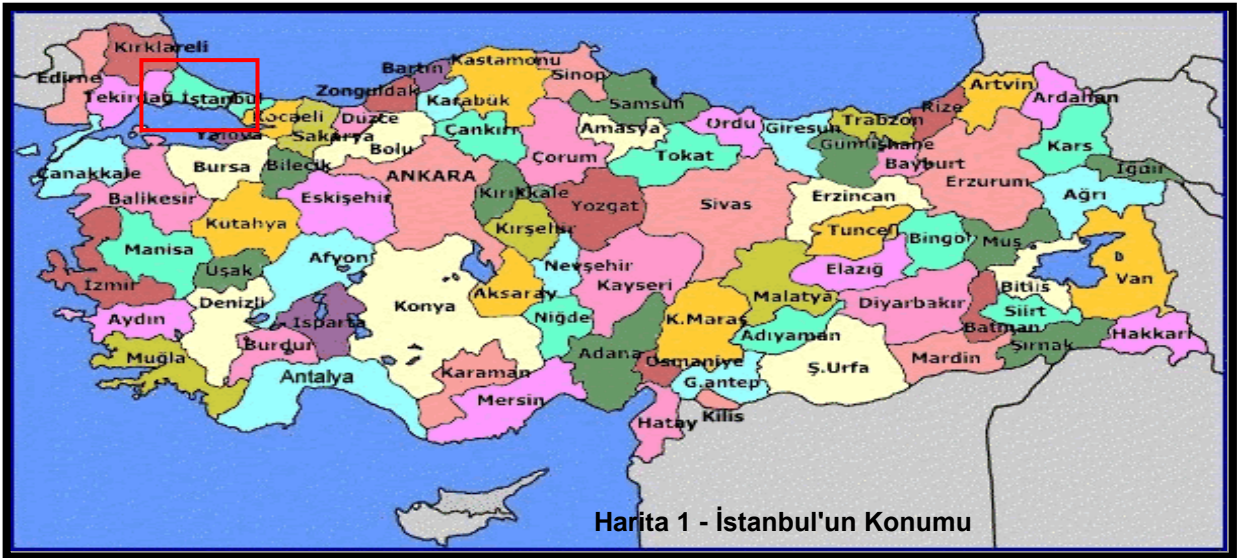 Kırklareli
Edirne
Tekirdağ
İstanbul
Kocaeli
Yalova
Sakarya
Düzce
Zonguldak
Bartın
Karabük
Kastamonu
Sinop
Samsun
Ordu
Giresun
Trabzon
Rize
Artvin
Ardahan
Kars
Iğdır
Gümüşhane
Bayburt
Erzurum
Ağrı
Çanakkale
Balikesir
Bursa
Bilecik
Bolu
Çankırı
Çorum
Amasya
Tokat
ANKARA
Kırıkkale
Yozgat
Sivas
Erzincan
Tunceli
Bingöl
Muş
Bitlis
Van
Eskişehir
Kutahya
Kırşehir
Manisa
Uşak
Afyon
Nevşehir
Kayseri
Malatya
Elazığ
Diyarbakır
Batman
Siirt
Hakkari
Şırnak
İzmir
Aydın
Denizli
Isparta
Burdur
Konya
Aksaray
Niğde
K.Maraş
Adıyaman
Muğla
Antalya
Karaman
Mersin
Adana
Osmaniye
G.antep
Ş.Urfa
Mardin
Kilis
Hatay
Harita 1 - İstanbul'un Konumu